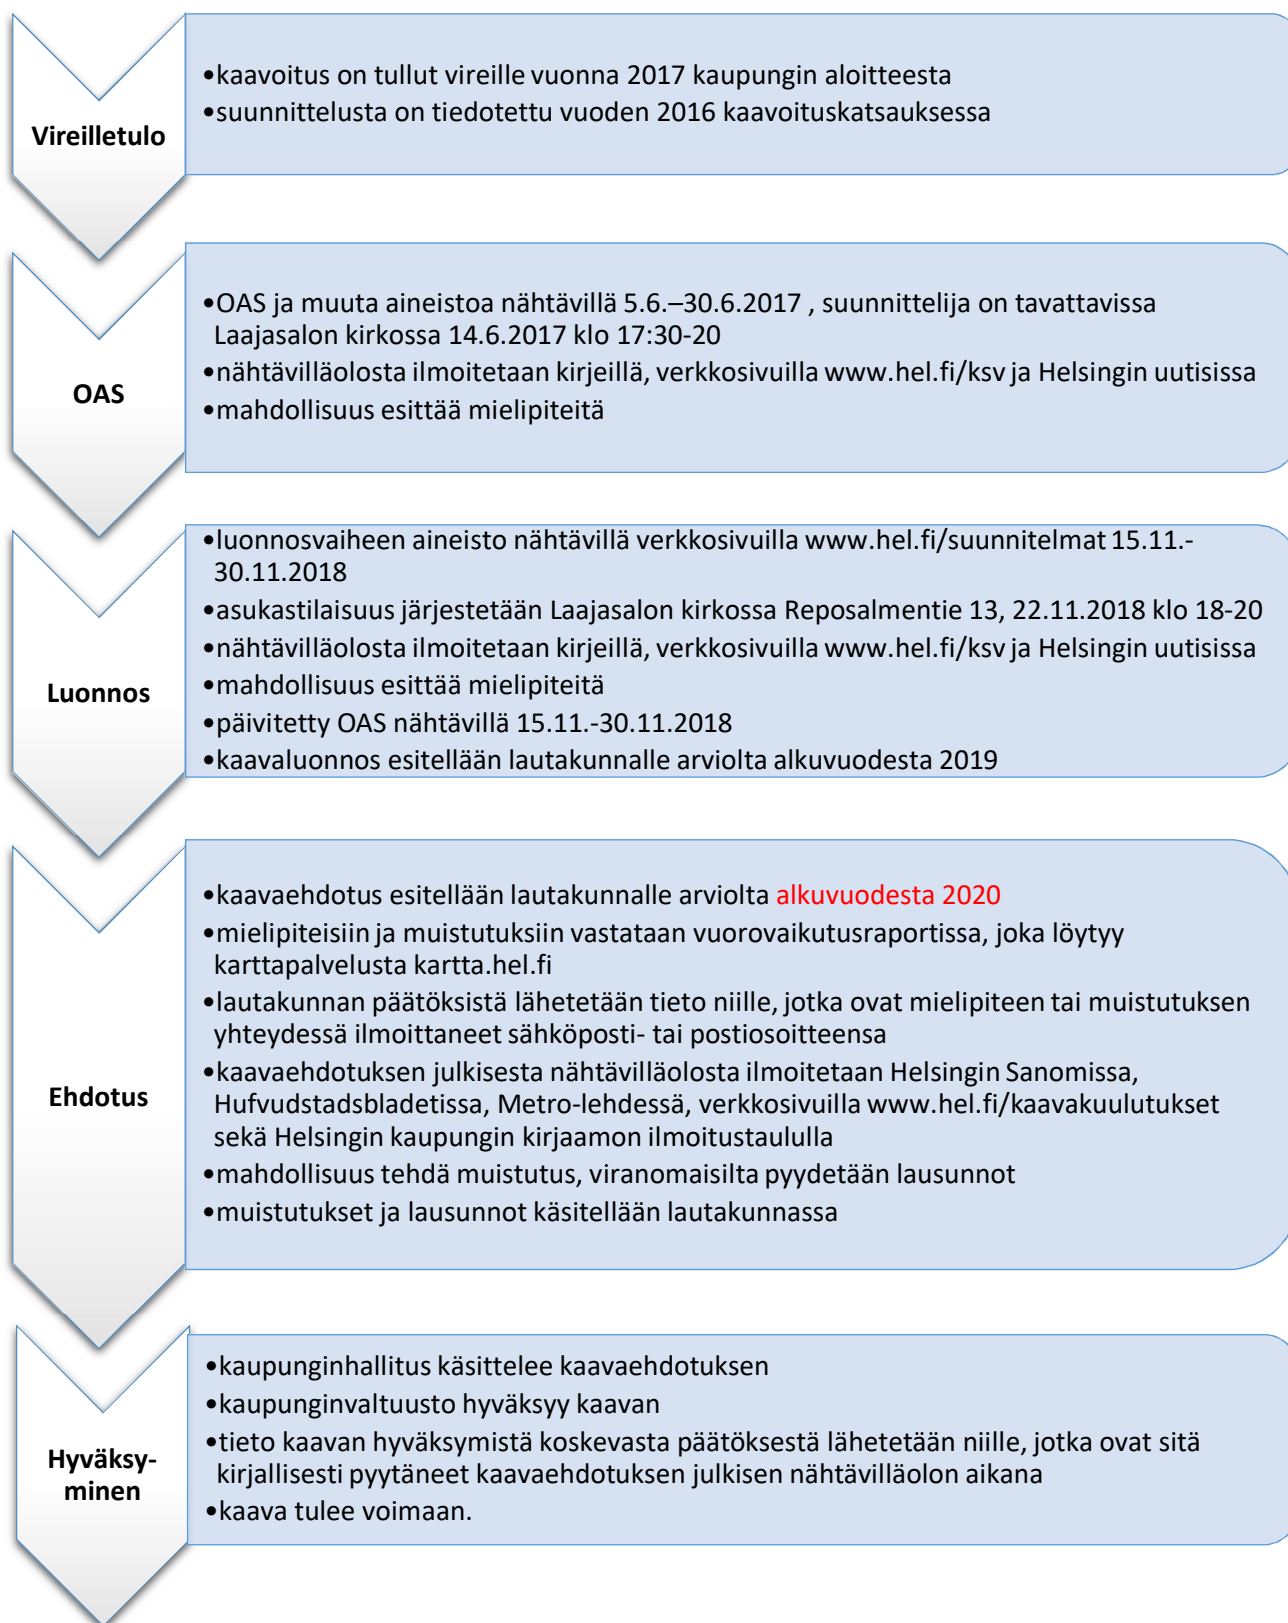 Vireilletulo
•kaavoitus on tullut vireille vuonna 2017 kaupungin aloitteesta
•suunnittelusta on tiedotettu vuoden 2016 kaavoituskatsauksessa
OAS
•OAS ja muuta aineistoa nähtävillä 5.6.–30.6.2017 , suunnittelija on tavattavissa
Laajasalon kirkossa 14.6.2017 klo 17:30-20
•nähtävilläolosta ilmoitetaan kirjeillä, verkkosivuilla www.hel.fi/ksv ja Helsingin uutisissa
•mahdollisuus esittää mielipiteitä
Luonnos
•luonnosvaiheen aineisto nähtävillä verkkosivuilla www.hel.fi/suunnitelmat 15.11.-
30.11.2018
•asukastilaisuus järjestetään Laajasalon kirkossa Reposalmentie 13, 22.11.2018 klo 18-20
•nähtävilläolosta ilmoitetaan kirjeillä, verkkosivuilla www.hel.fi/ksv ja Helsingin uutisissa
•mahdollisuus esittää mielipiteitä
•päivitetty OAS nähtävillä 15.11.-30.11.2018
•kaavaluonnos esitellään lautakunnalle arviolta alkuvuodesta 2019
Ehdotus
•kaavaehdotus esitellään lautakunnalle arviolta alkuvuodesta 2020
•mielipiteisiin ja muistutuksiin vastataan vuorovaikutusraportissa, joka löytyy
karttapalvelusta kartta.hel.fi
•lautakunnan päätöksistä lähetetään tieto niille, jotka ovat mielipiteen tai muistutuksen
yhteydessä ilmoittaneet sähköposti- tai postiosoitteensa
•kaavaehdotuksen julkisesta nähtävilläolosta ilmoitetaan Helsingin Sanomissa,
Hufvudstadsbladetissa, Metro-lehdessä, verkkosivuilla www.hel.fi/kaavakuulutukset
sekä Helsingin kaupungin kirjaamon ilmoitustaululla
•mahdollisuus tehdä muistutus, viranomaisilta pyydetään lausunnot
•muistutukset ja lausunnot käsitellään lautakunnassa
Hyväksy-
minen
•kaupunginhallitus käsittelee kaavaehdotuksen
•kaupunginvaltuusto hyväksyy kaavan
•tieto kaavan hyväksymistä koskevasta päätöksestä lähetetään niille, jotka ovat sitä
kirjallisesti pyytäneet kaavaehdotuksen julkisen nähtävilläolon aikana
•kaava tulee voimaan.